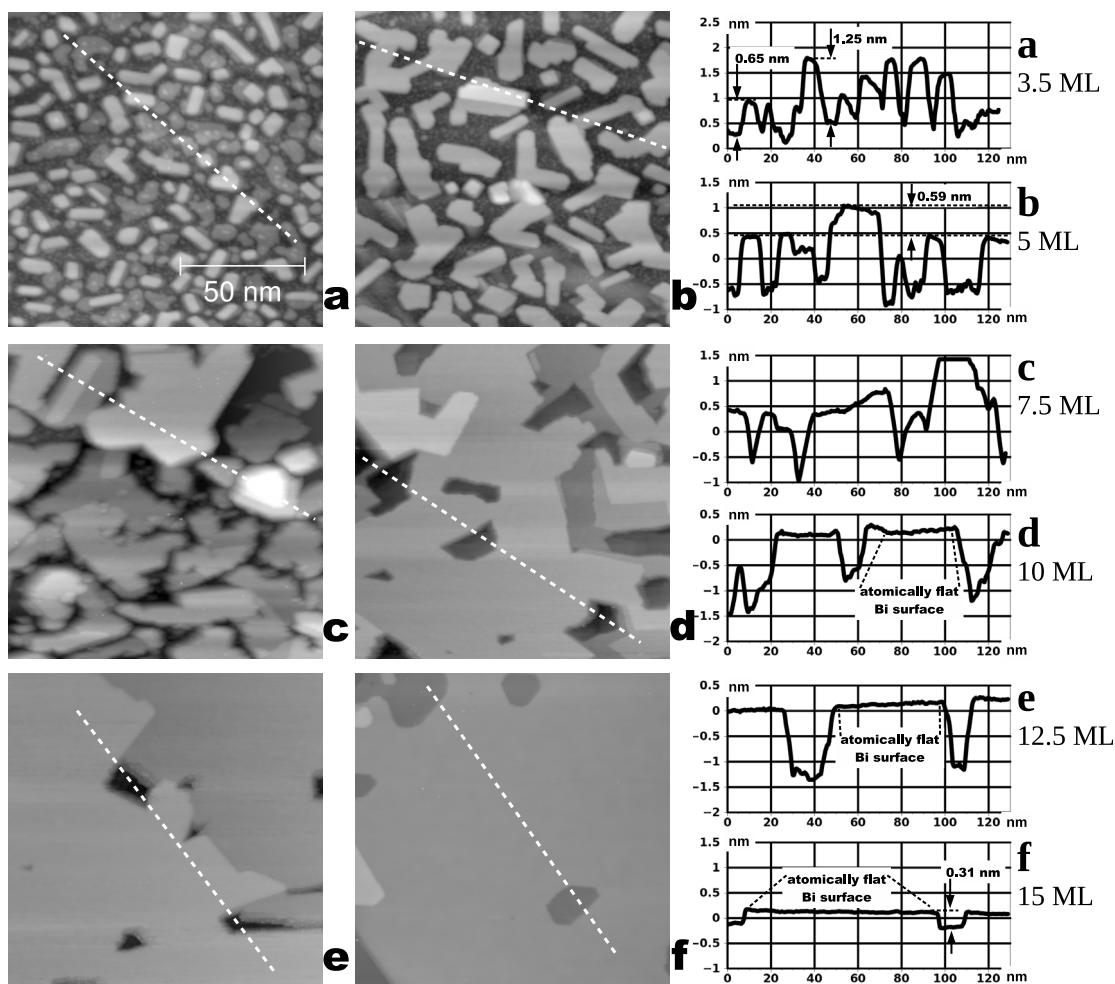 50 nm
a
b
c
d
e
f
2.5 nm
2
1.5
1
0.5
0
0 20 40 60 80 100 120 nm
0.65 nm
1.25 nm
a
3.5 ML
1.5 nm
1
0.5
0
−0.5
−1
0 20 40 60 80 100 120 nm
0.59 nm
b
5 ML
1.5 nm
1
0.5
0
−0.5
−1
0 20 40 60 80 100 120 nm
c
7.5 ML
0.5 nm
0
−0.5
−1
−1.5
−2
0 20 40 60 80 100 120 nm
atomically flat
Bi surface
d
10 ML
0.5 nm
0
−0.5
−1
−1.5
−2
0 20 40 60 80 100 120 nm
atomically flat
Bi surface
e
12.5 ML
1.5 nm
1
0.5
0
−0.5
−1
0 20 40 60 80 100 120 nm
atomically flat
Bi surface
0.31 nm
f
15 ML